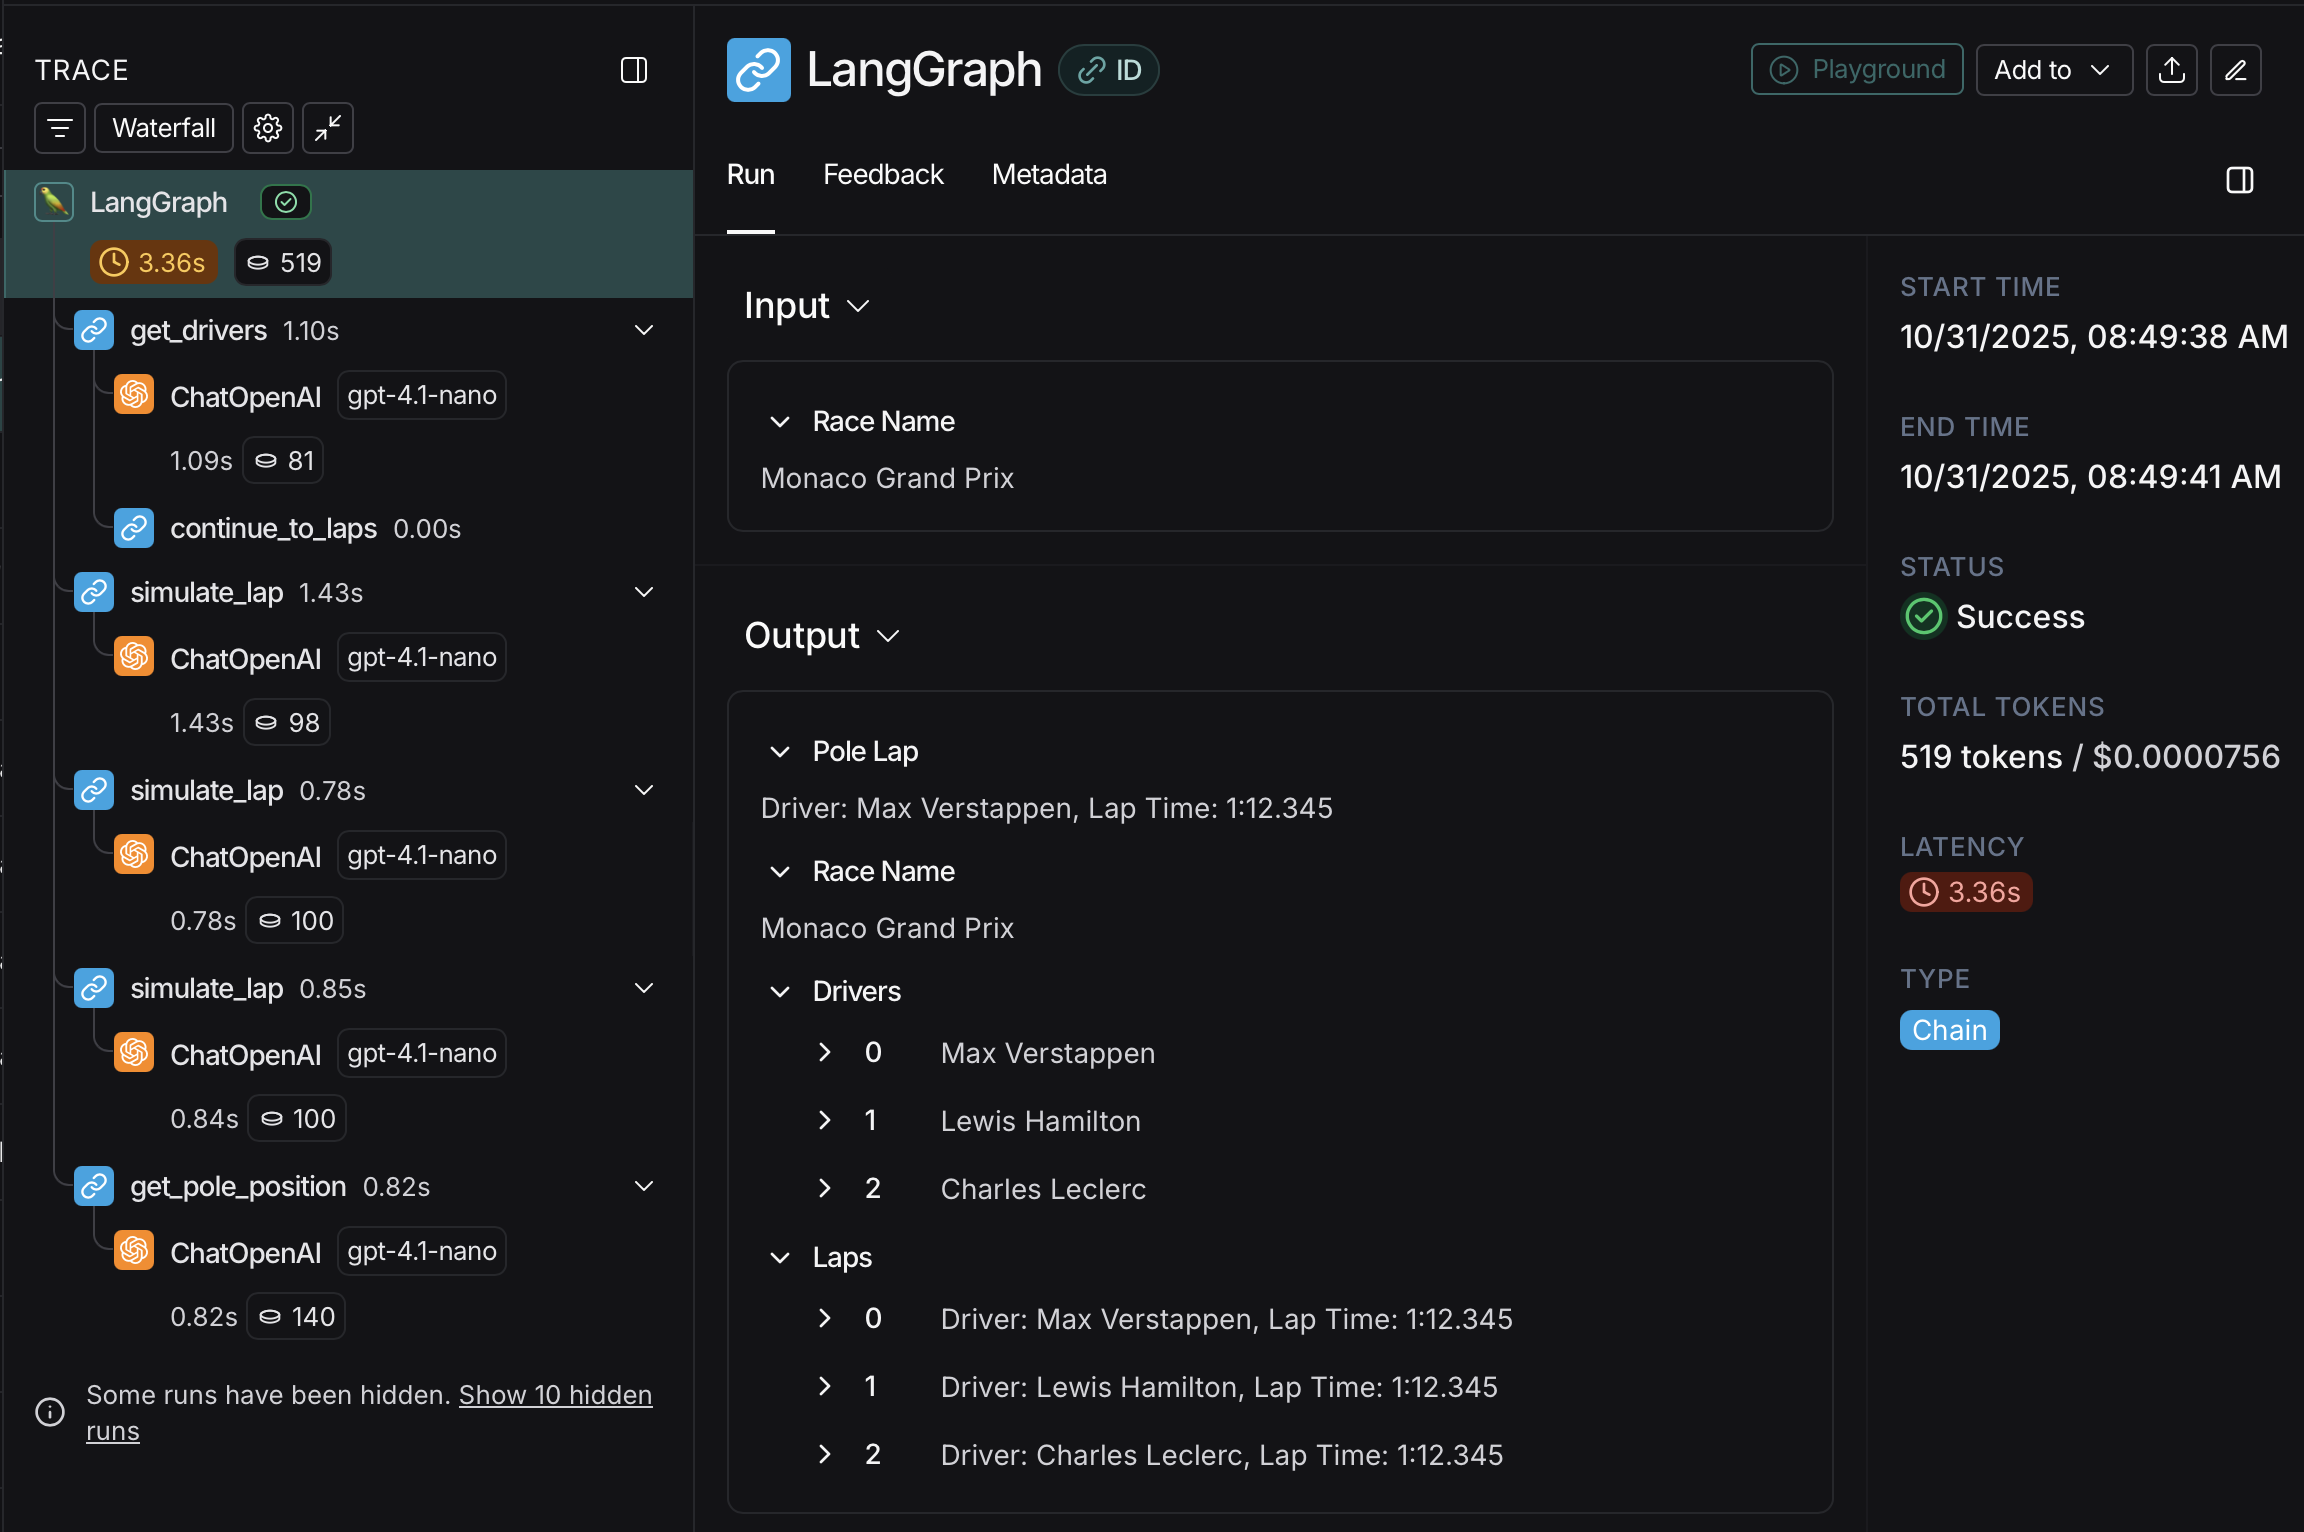 TRACE
Waterfall
LangGraph
3.36s 519
get_drivers 1.10s
ChatOpenAI gpt-4.1-nano
1.09s 81
continue_to_laps 0.00s
simulate_lap 1.43s
ChatOpenAI gpt-4.1-nano
1.43s 98
simulate_lap 0.78s
ChatOpenAI gpt-4.1-nano
0.78s 100
simulate_lap 0.85s
ChatOpenAI gpt-4.1-nano
0.84s 100
get_pole_position 0.82s
ChatOpenAI gpt-4.1-nano
0.82s 140
Some runs have been hidden. Show 10 hidden
runs
LangGraph ID
Playground Add to
Run Feedback Metadata
Input
Race Name
Monaco Grand Prix
Output
Pole Lap
Driver: Max Verstappen, Lap Time: 1:12.345
Race Name
Monaco Grand Prix
Drivers
0 Max Verstappen
1 Lewis Hamilton
2 Charles Leclerc
Laps
0 Driver: Max Verstappen, Lap Time: 1:12.345
1 Driver: Lewis Hamilton, Lap Time: 1:12.345
2 Driver: Charles Leclerc, Lap Time: 1:12.345
START TIME
10/31/2025, 08:49:38 AM
END TIME
10/31/2025, 08:49:41 AM
STATUS
Success
TOTAL TOKENS
519 tokens / $0.0000756
LATENCY
3.36s
TYPE
Chain